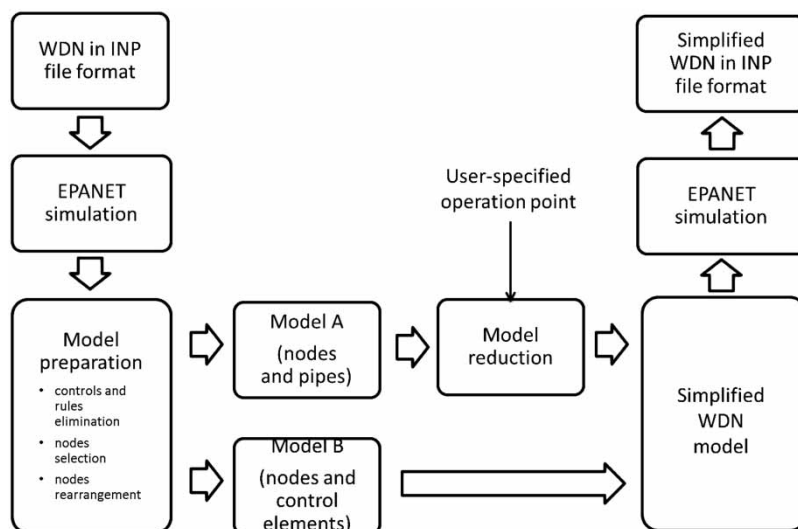 WDN in INP
file format
EPANET
simulation
Model
preparation
• controls and
rules
elimination
• nodes
selection
• nodes
rearrangement
Model A
(nodes
and pipes)
Model B
(nodes and
control
elements)
User-specified
operation point
Model
reduction
Simplified
WDN in INP
file format
EPANET
simulation
Simplified
WDN
model